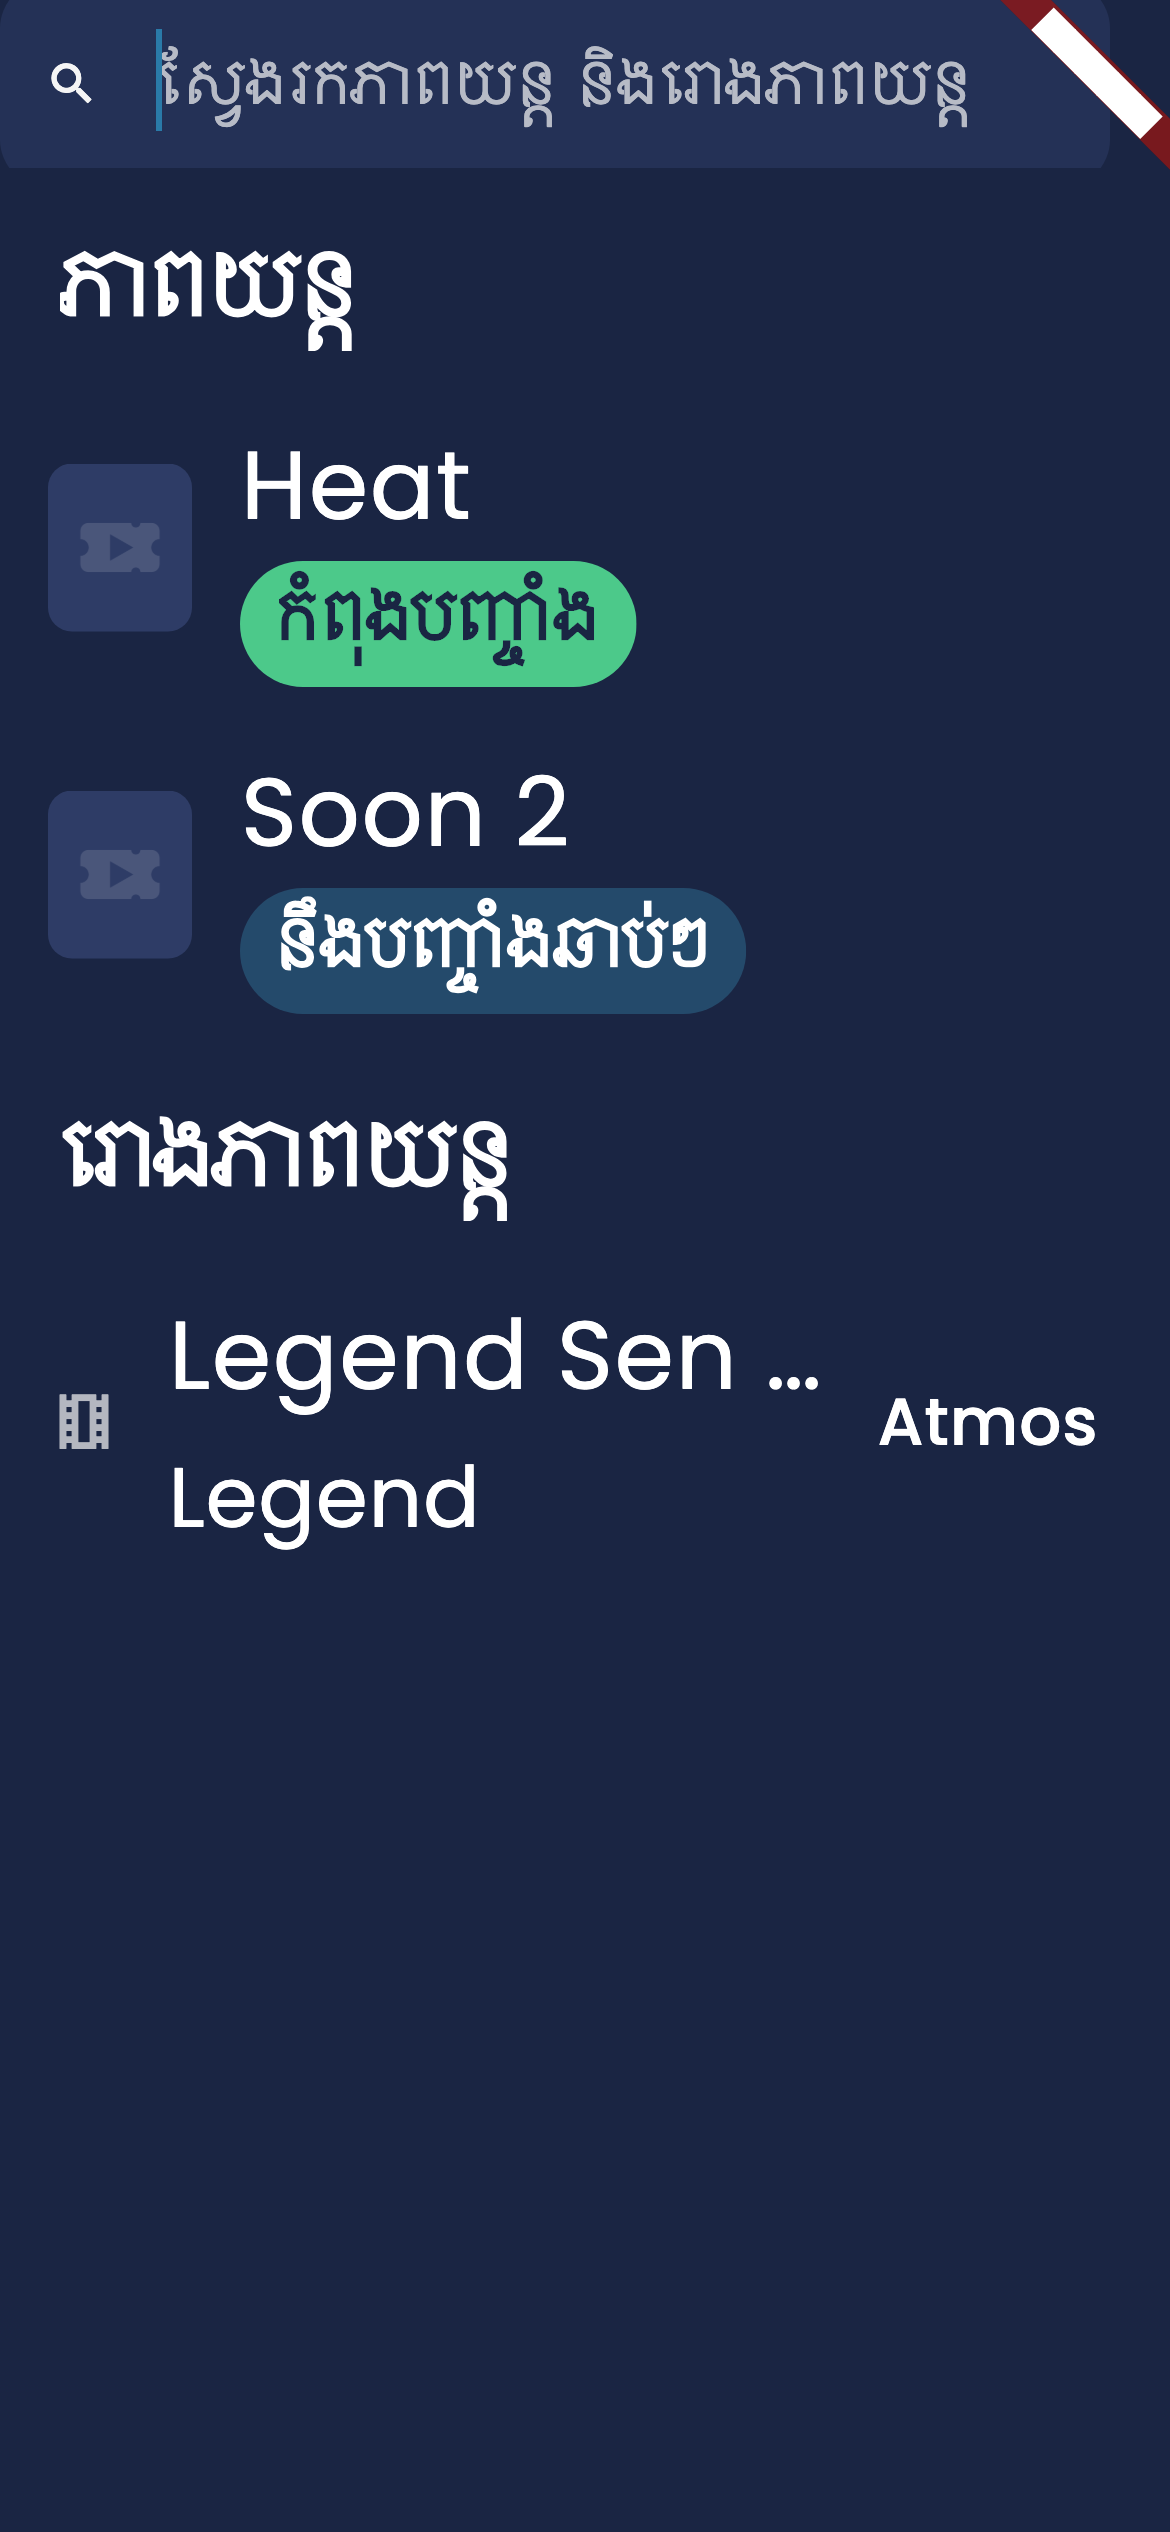 ស្វែងរកភាពយន្ត និងរោងភាពយន្ត
ភាពយន្ត
Heat
កំពុងបញ្ចាំង
Soon 2
នឹងបញ្ចាំងឆាប់ៗ
រោងភាពយន្ត
Legend Sen ...
Atmos
Legend